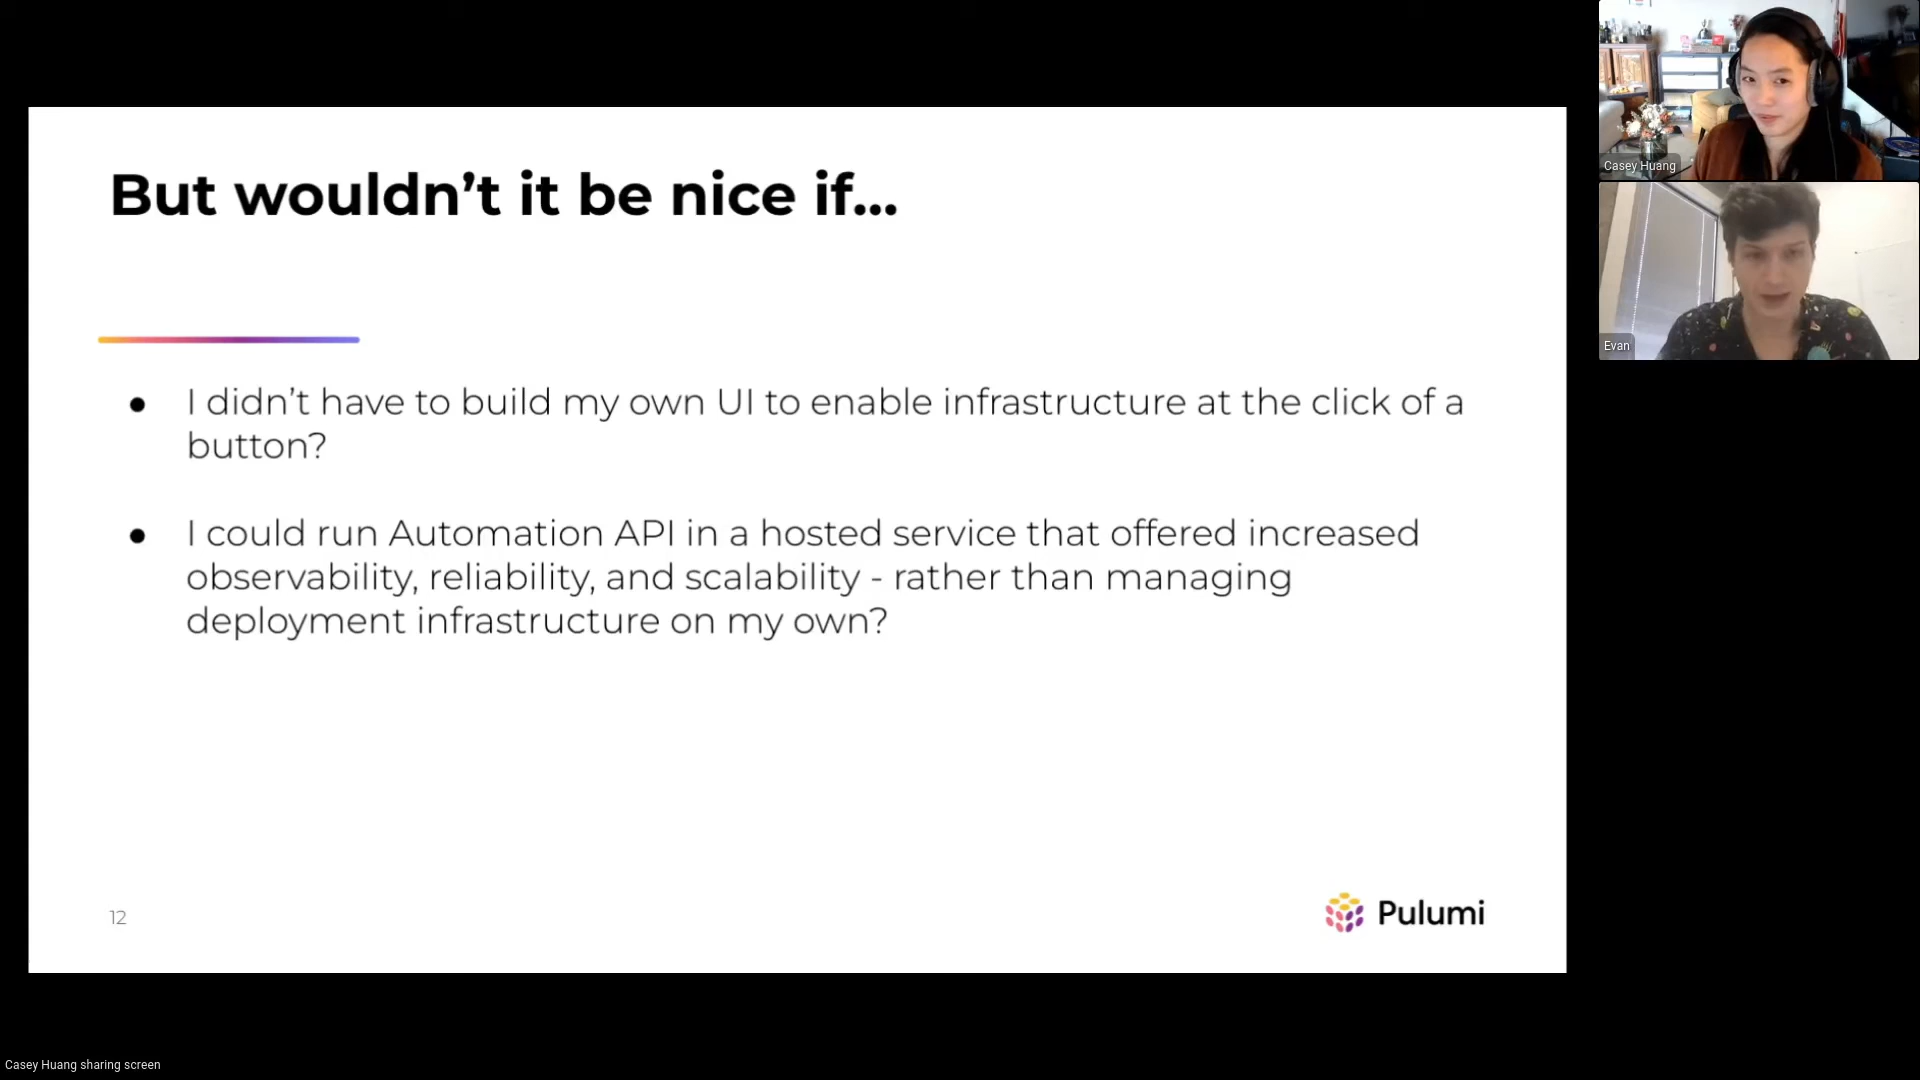 But wouldn’t it be nice if...
● I didn’t have to build my own UI to enable infrastructure at the click of a
button?
● I could run Automation API in a hosted service that offered increased
observability, reliability, and scalability - rather than managing
deployment infrastructure on my own?
12
Pulumi
Casey Huang
Evan
Casey Huang sharing screen